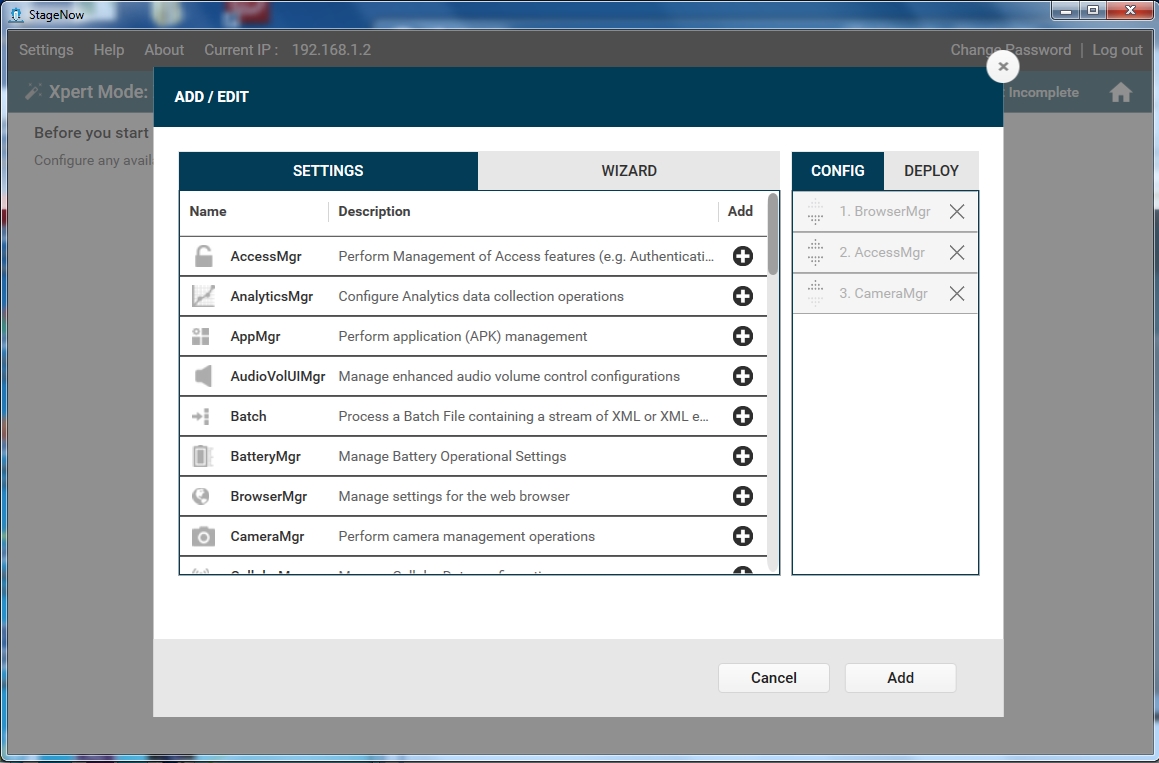 StageNow
Settings Help About Current IP : 192.168.1.2 Change Password | Log out
Xpert Mode: Incomplete
ADD / EDIT
Before you start
Configure any
SETTINGS WIZARD CONFIG DEPLOY
Name Description Add
1. BrowserMgr
2. AccessMgr
3. CameraMgr
AccessMgr Perform Management of Access features (e.g. Authenticati...
AnalyticsMgr Configure Analytics data collection operations
AppMgr Perform application (APK) management
AudioVolUIMgr Manage enhanced audio volume control configurations
Batch Process a Batch File containing a stream of XML or XML e...
BatteryMgr Manage Battery Operational Settings
BrowserMgr Manage settings for the web browser
CameraMgr Perform camera management operations
Cancel Add